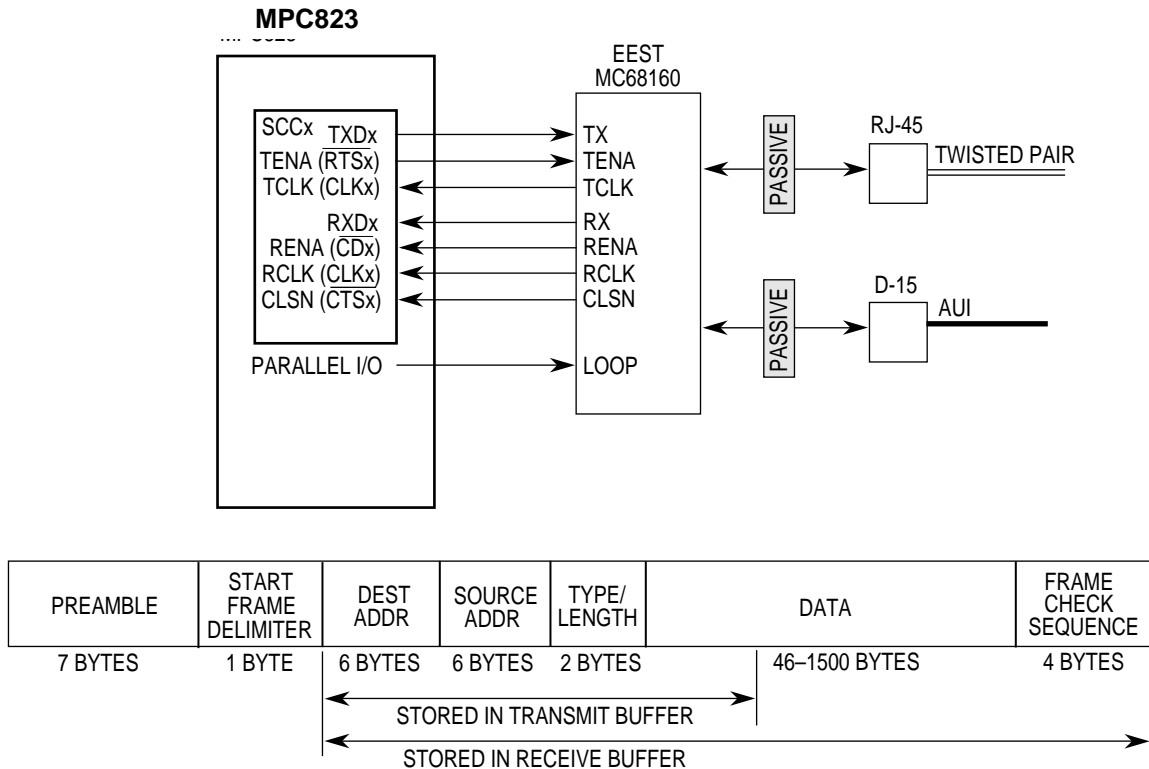 MPC823
EEST
MC68160
SCCx
TXDx
TENA (RTSx)
TCLK (CLKx)
RXDx
RENA (CDx)
RCLK (CLKx)
CLSN (CTSx)
PARALLEL I/O
TX
TENA
TCLK
RX
RENA
RCLK
CLSN
LOOP
PASSIVE
RJ-45
TWISTED PAIR
PASSIVE
D-15
AUI
PREAMBLE
START
FRAME
DELIMITER
DEST
ADDR
SOURCE
ADDR
TYPE/
LENGTH
DATA
FRAME
CHECK
SEQUENCE
7 BYTES
1 BYTE
6 BYTES
6 BYTES
2 BYTES
46–1500 BYTES
4 BYTES
STORED IN TRANSMIT BUFFER
STORED IN RECEIVE BUFFER